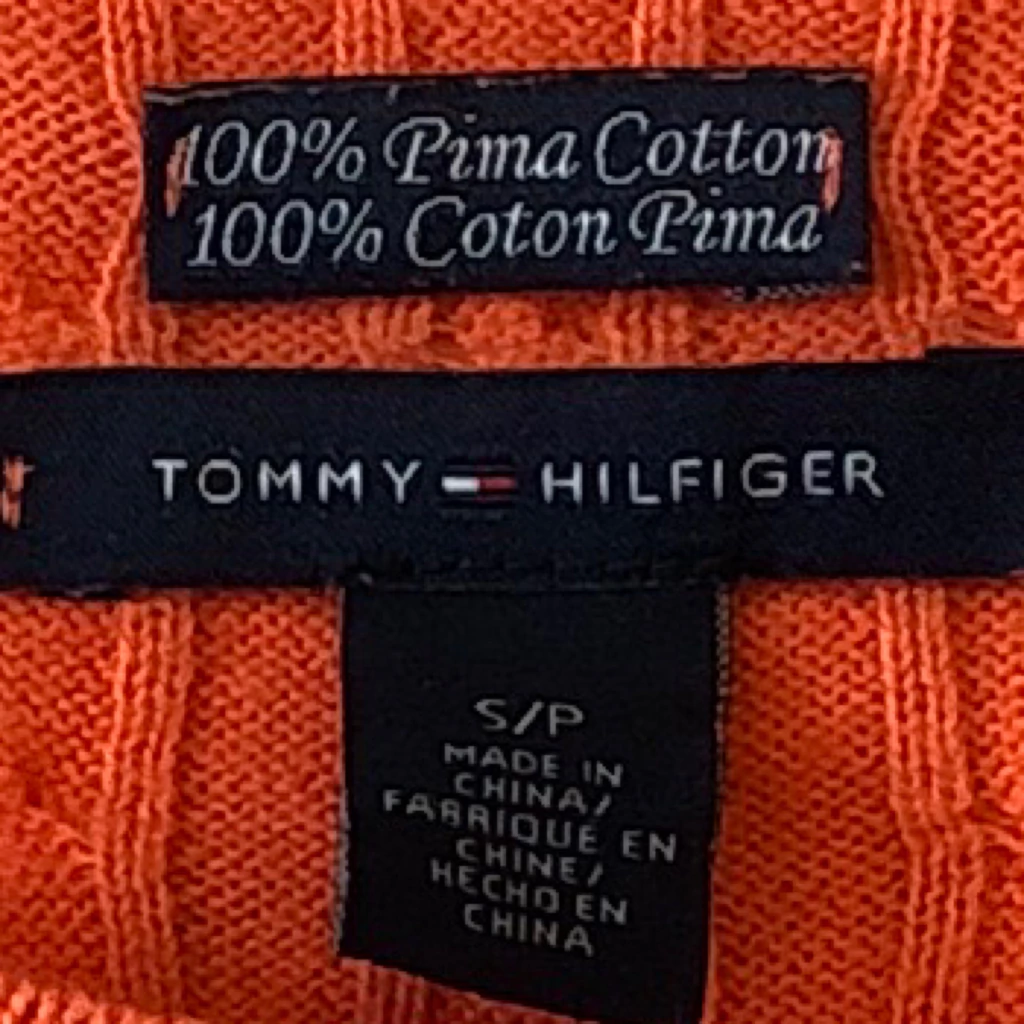 100% Pima Cotton
100% Coton Pima
TOMMY HILFIGER
S/P
MADE IN
CHINA/
FABRIQUÉ EN
CHINE/
HECHO EN
CHINA